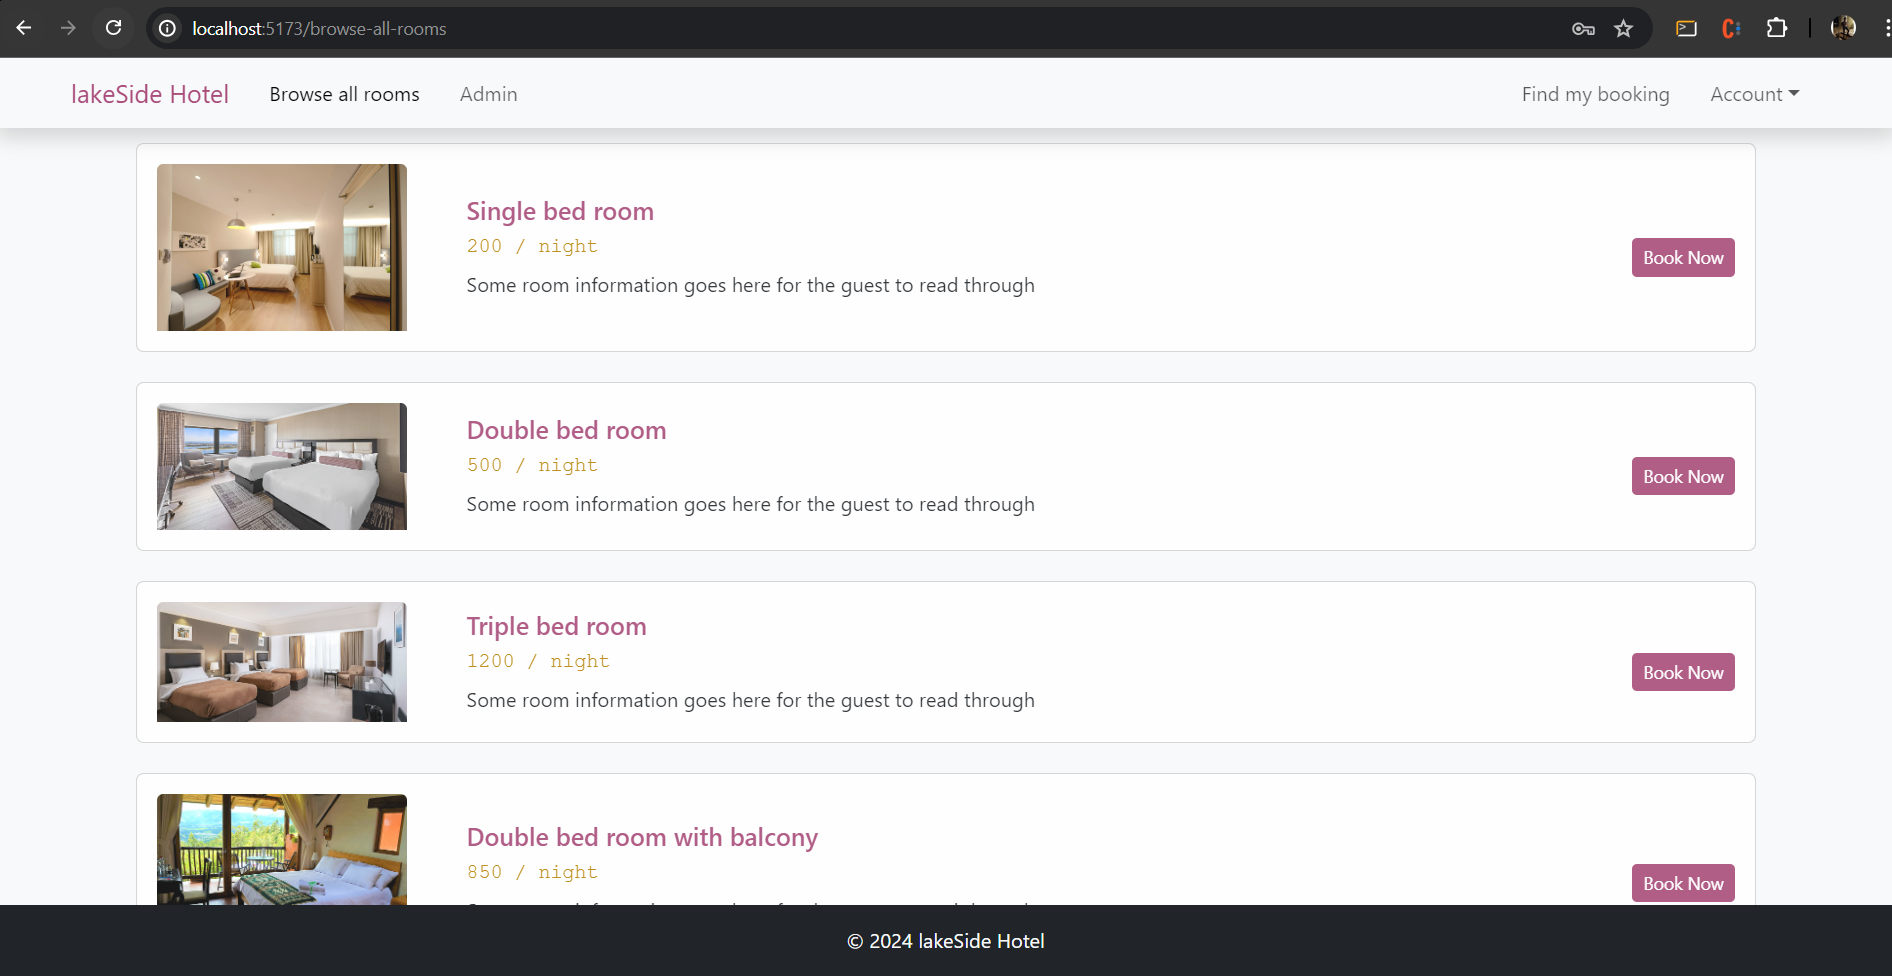 localhost:5173/browse-all-rooms
lakeSide Hotel Browse all rooms Admin Find my booking Account
Single bed room
200 / night
Some room information goes here for the guest to read through
Book Now
Double bed room
500 / night
Some room information goes here for the guest to read through
Book Now
Triple bed room
1200 / night
Some room information goes here for the guest to read through
Book Now
Double bed room with balcony
850 / night
Book Now
© 2024 lakeSide Hotel